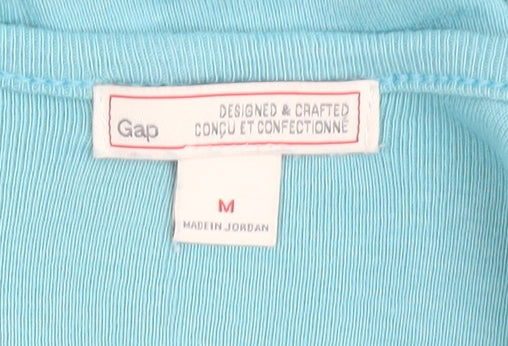 Gap
DESIGNED & CRAFTED
CONÇU ET CONFECTIONNÉ
M
MADE IN JORDAN